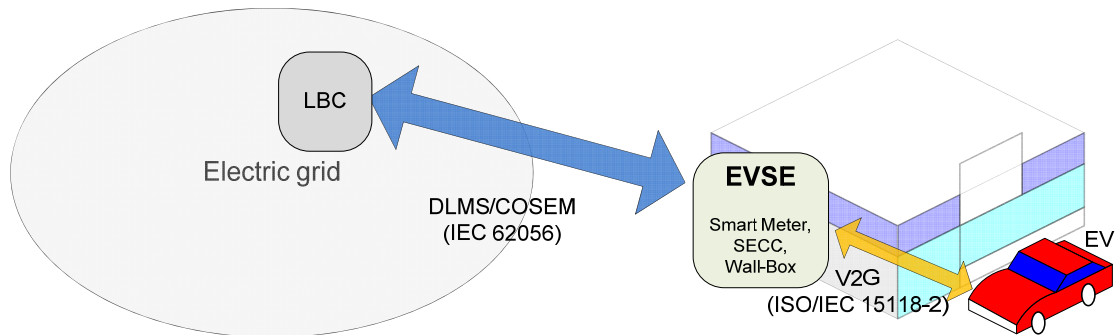 LBC
Electric grid
DLMS/COSEM
(IEC 62056)
EVSE
Smart Meter,
SECC,
Wall-Box
V2G
(ISO/IEC 15118-2)
EV